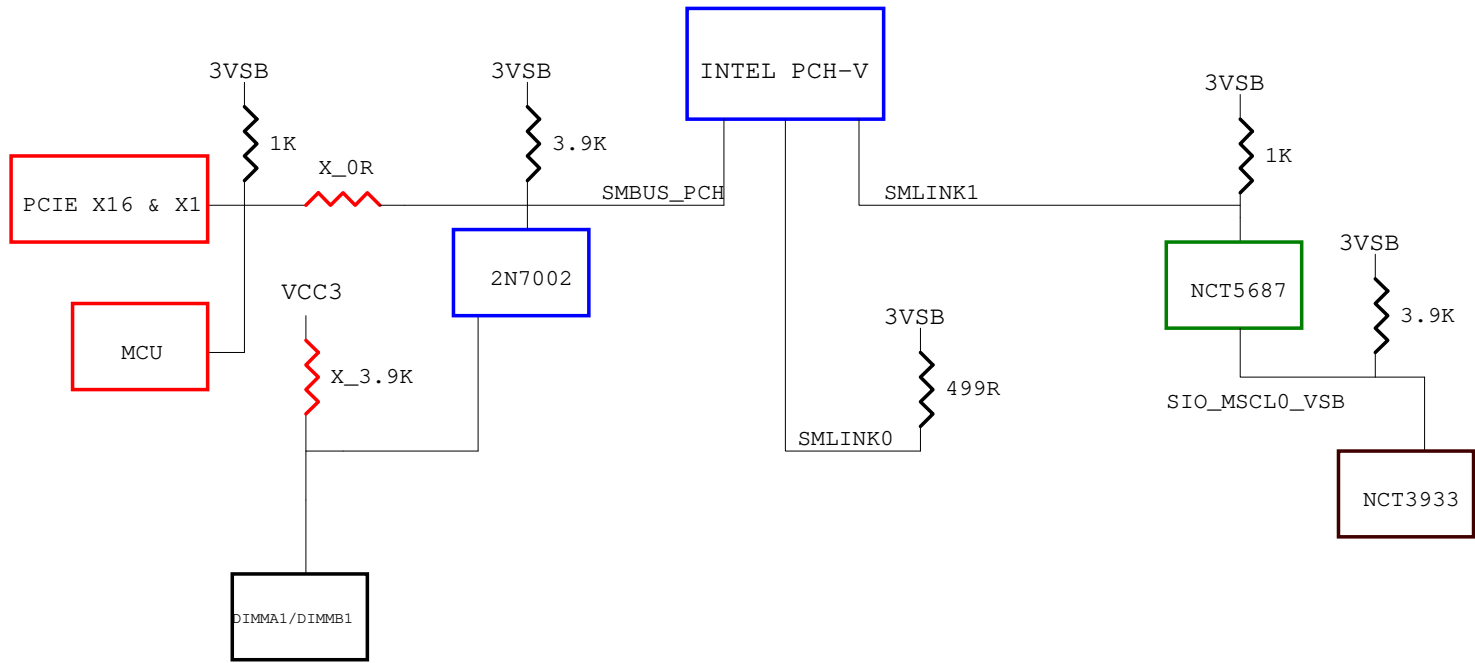 INTEL PCH-V
3VSB
3VSB
3VSB
1K
3.9K
1K
X_0R
PCIE X16 & X1
SMBUS_PCH
SMLINK1
3VSB
2N7002
NCT5687
VCC3
3VSB
3.9K
MCU
X_3.9K
499R
SIO_MSCL0_VSB
SMLINK0
NCT3933
DIMMA1/DIMMB1